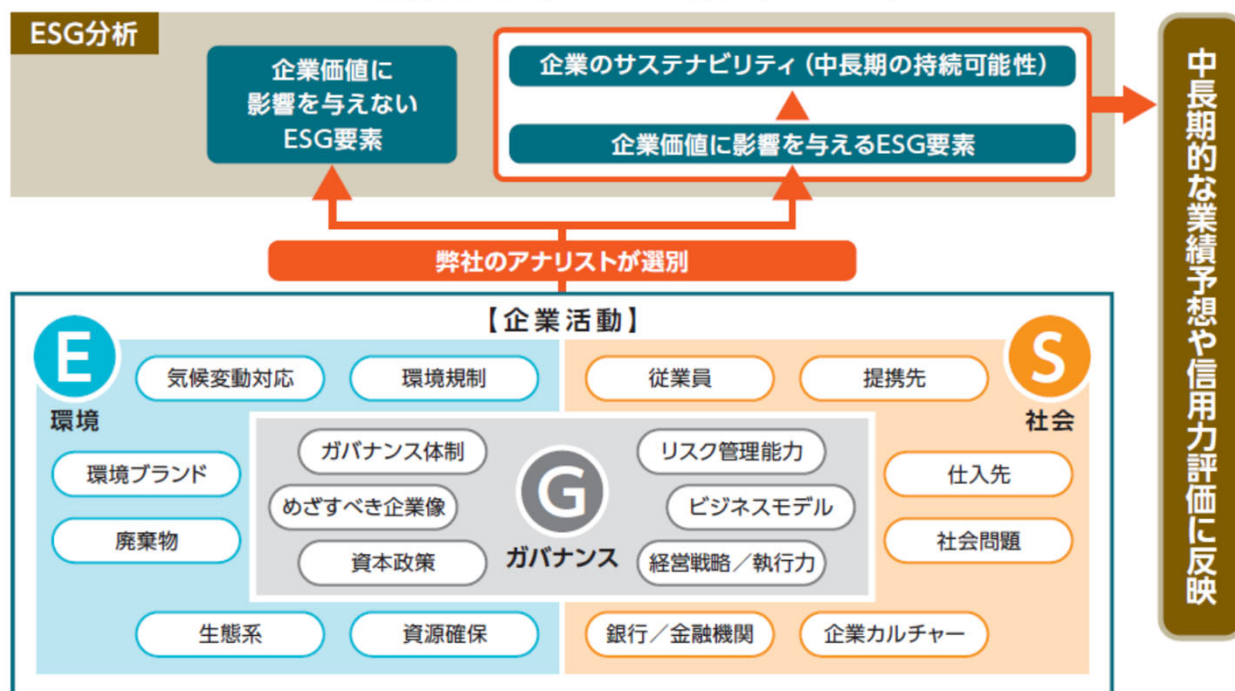 ESG分析
企業価値に
影響を与えない
ESG要素
企業のサステナビリティ(中長期の持続可能性)
企業価値に影響を与えるESG要素
中長期的な業績予想や信用力評価に反映
弊社のアナリストが選別
【企業活動】
E
環境
S
社会
気候変動対応
環境規制
従業員
提携先
環境ブランド
廃棄物
ガバナンス体制
めざすべき企業像
資本政策
G
ガバナンス
リスク管理能力
ビジネスモデル
経営戦略/執行力
仕入先
社会問題
生態系
資源確保
銀行/金融機関
企業カルチャー